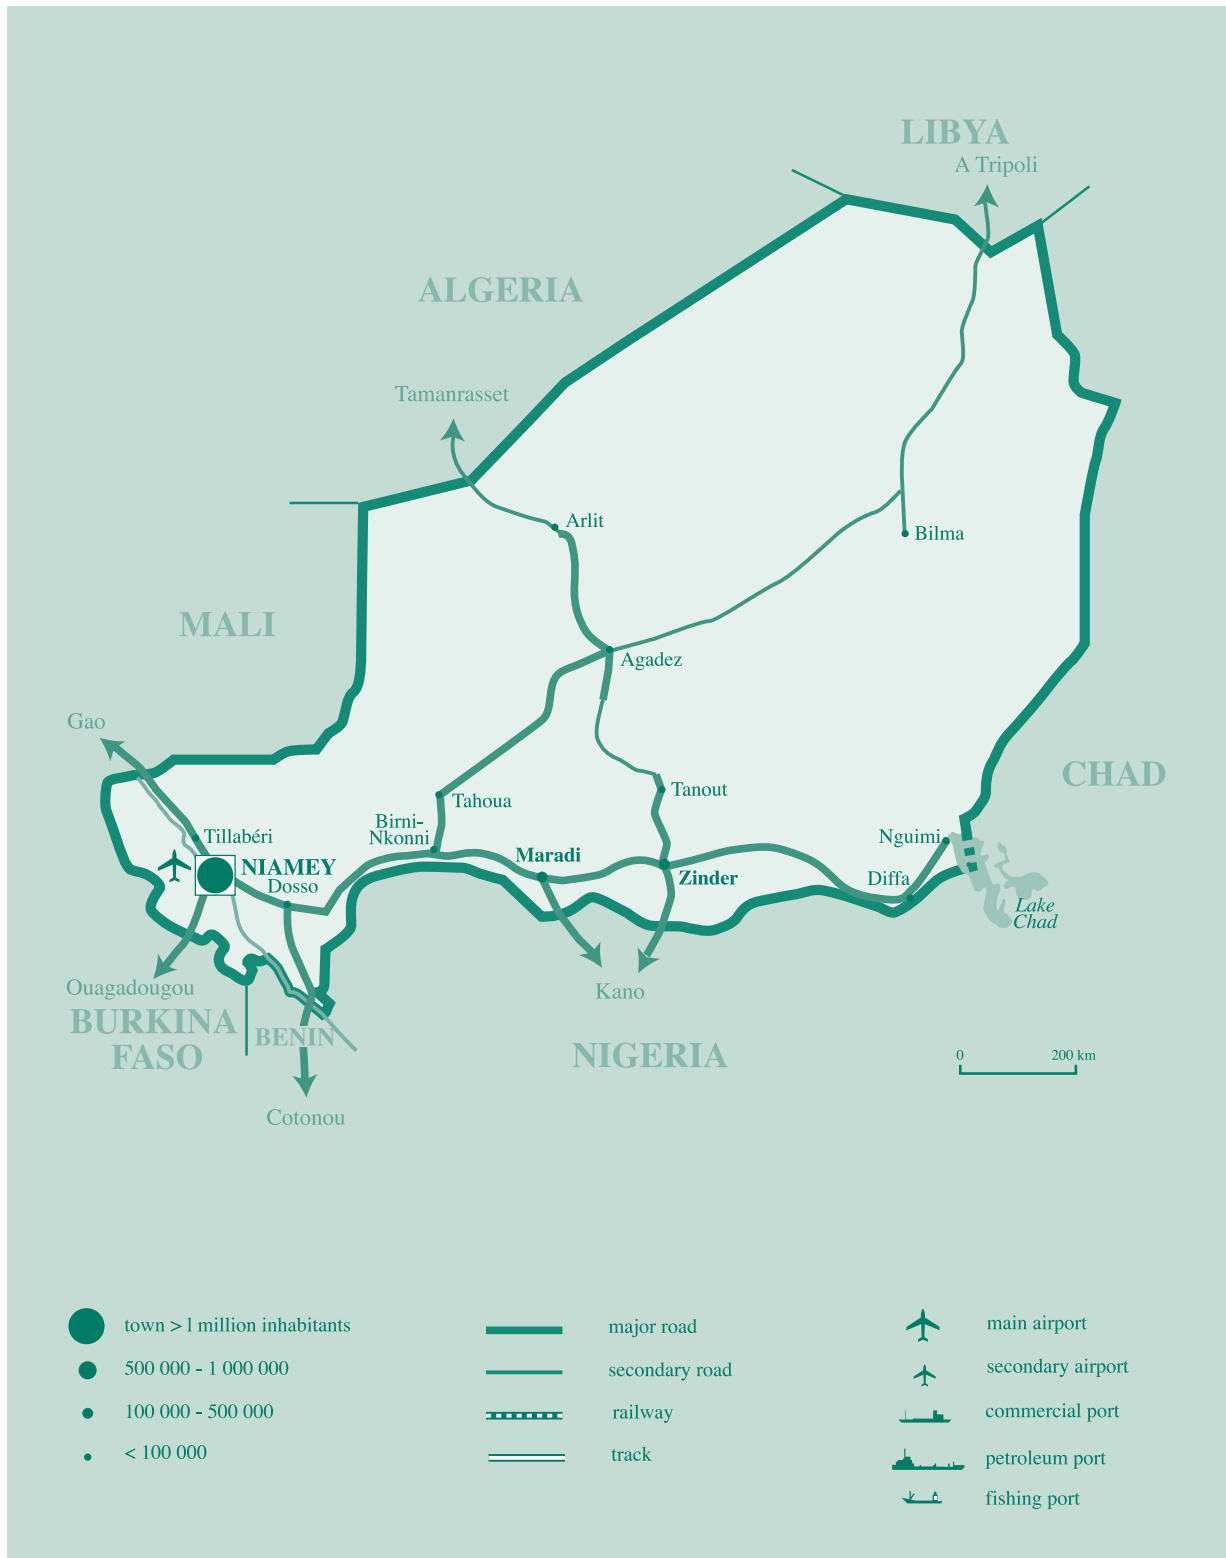 LIBYA
A Tripoli
ALGERIA
Tamanrasset
Arlit
Bilma
MALI
Agadez
Gao
CHAD
Tahoua
Tanout
Birni-
Nkonni
Tillabéri
Nguimi
Maradi
NIAMEY
Zinder
Diffa
Dosso
Lake
Chad
Ouagadougou
Kano
BURKINA
FASO
BENIN
NIGERIA
0 200 km
Cotonou
town > 1 million inhabitants
500 000 - 1 000 000
100 000 - 500 000
< 100 000
major road
secondary road
railway
track
main airport
secondary airport
commercial port
petroleum port
fishing port